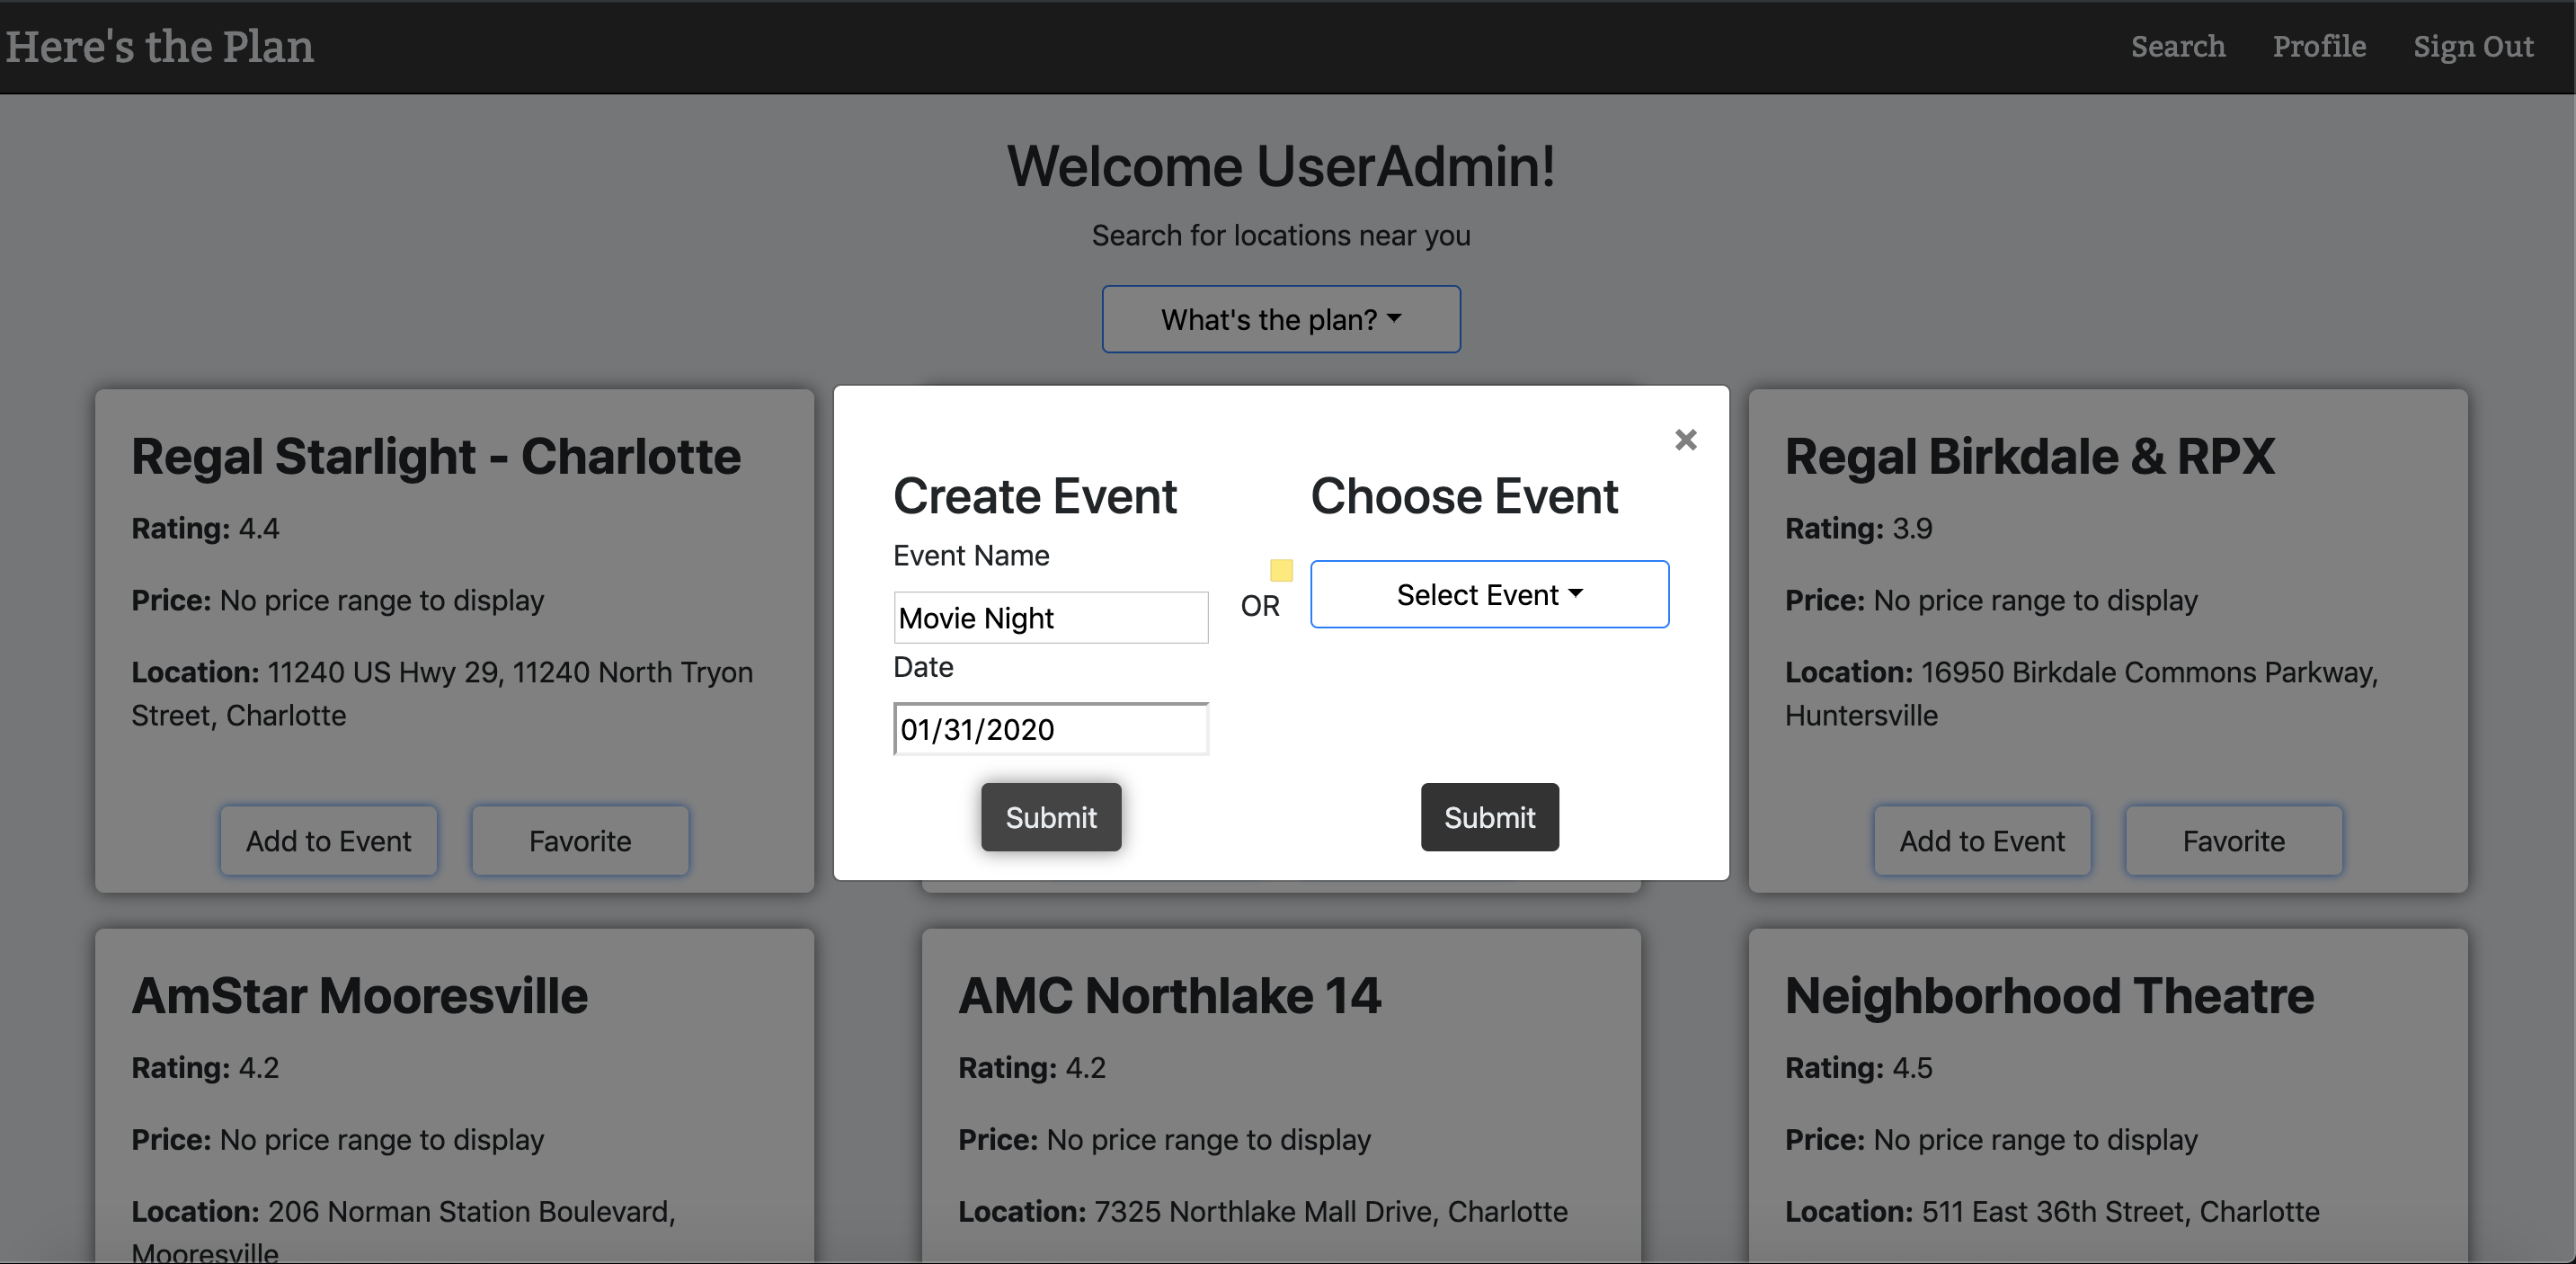 Here's the Plan
Search
Profile
Sign Out
Welcome UserAdmin!
Search for locations near you
What's the plan?
Regal Starlight - Charlotte
Rating: 4.4
Price: No price range to display
Location: 11240 US Hwy 29, 11240 North Tryon
Street, Charlotte
Add to Event
Favorite
×
Create Event
Event Name
Movie Night
Date
01/31/2020
Submit
OR
Choose Event
Select Event
Submit
Regal Birkdale & RPX
Rating: 3.9
Price: No price range to display
Location: 16950 Birkdale Commons Parkway,
Huntersville
Add to Event
Favorite
AmStar Mooresville
Rating: 4.2
Price: No price range to display
Location: 206 Norman Station Boulevard,
Mooresville
AMC Northlake 14
Rating: 4.2
Price: No price range to display
Location: 7325 Northlake Mall Drive, Charlotte
Neighborhood Theatre
Rating: 4.5
Price: No price range to display
Location: 511 East 36th Street, Charlotte